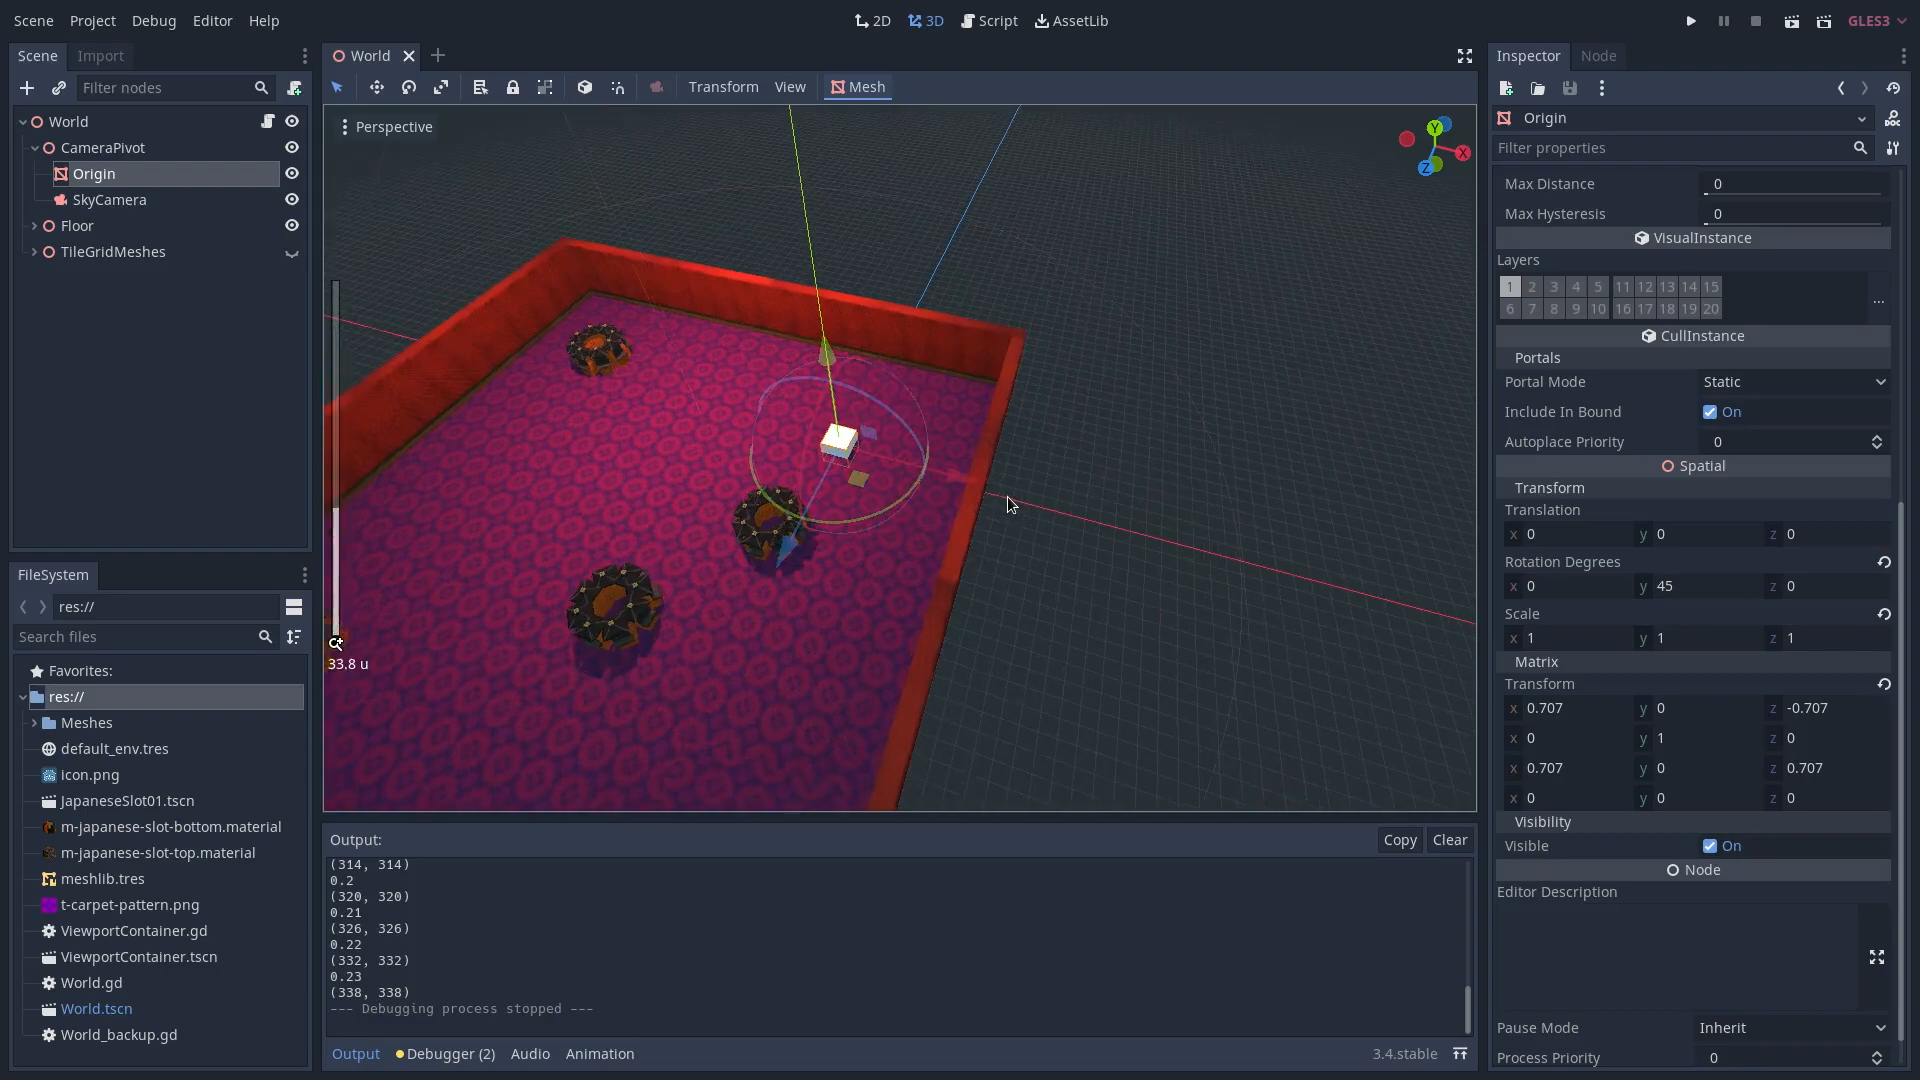 Scene Project Debug Editor Help
2D 3D Script AssetLib
GLES3
Scene Import
Filter nodes
World
CameraPivot
Origin
SkyCamera
Floor
TileGridMeshes
FileSystem
res://
Search files
Favorites:
res://
Meshes
default_env.tres
icon.png
JapaneseSlot01.tscn
m-japanese-slot-bottom.material
m-japanese-slot-top.material
meshlib.tres
t-carpet-pattern.png
ViewportContainer.gd
ViewportContainer.tscn
World.gd
World.tscn
World_backup.gd
World
Transform View Mesh
Perspective
Y
X
Z
33.8 u
Output: Copy Clear
(314, 314)
0.2
(320, 320)
0.21
(326, 326)
0.22
(332, 332)
0.23
(338, 338)
--- Debugging process stopped ---
Output Debugger (2) Audio Animation 3.4.stable
Inspector Node
Origin
Filter properties
Max Distance 0
Max Hysteresis 0
VisualInstance
Layers
1 2 3 4 5 11 12 13 14 15
6 7 8 9 10 16 17 18 19 20
...
CullInstance
Portals
Portal Mode Static
Include In Bound On
Autoplace Priority 0
Spatial
Transform
Translation
x 0 y 0 z 0
Rotation Degrees
x 0 y 45 z 0
Scale
x 1 y 1 z 1
Matrix
Transform
x 0.707 y 0 z -0.707
x 0 y 1 z 0
x 0.707 y 0 z 0.707
x 0 y 0 z 0
Visibility
Visible On
Node
Editor Description
Pause Mode Inherit
Process Priority 0